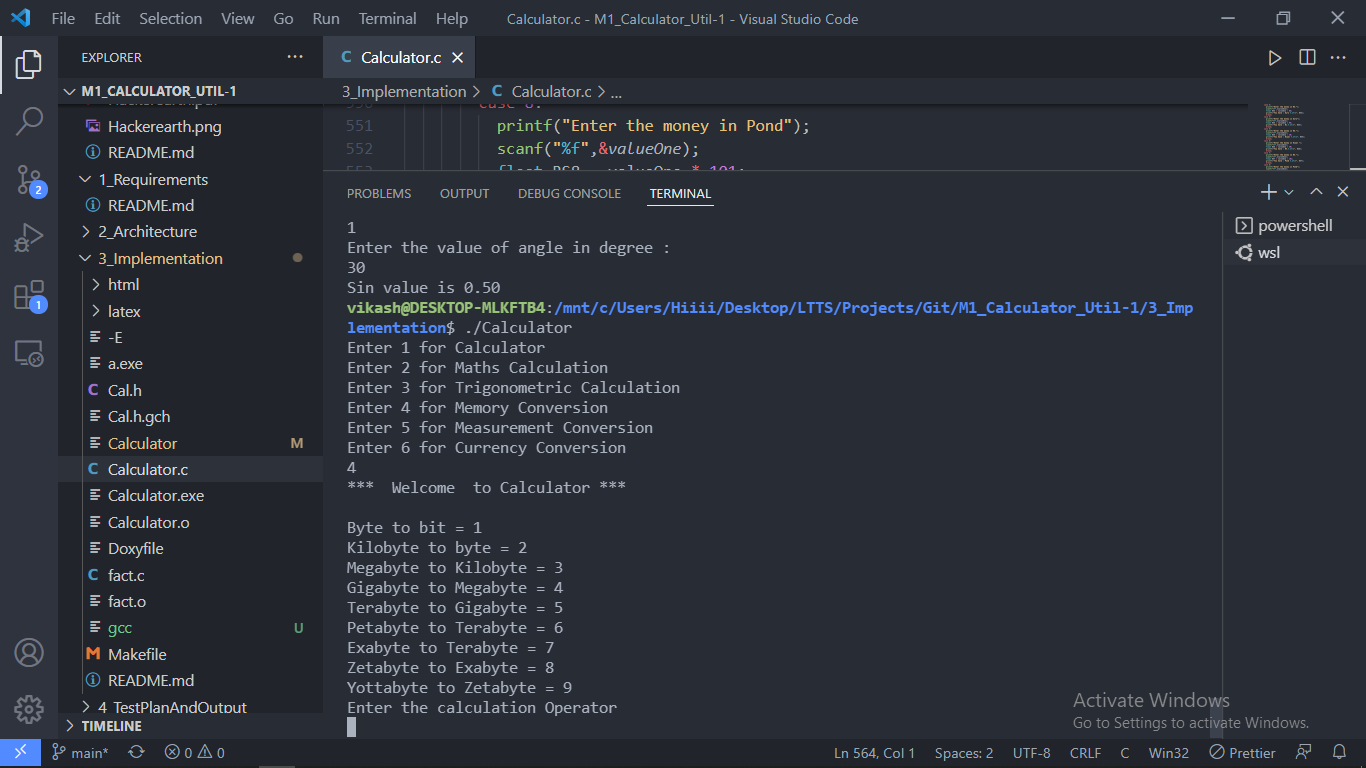 File Edit Selection View Go Run Terminal Help Calculator.c - M1_Calculator_Util-1 - Visual Studio Code
EXPLORER
M1_CALCULATOR_UTIL-1
Hackerearth.png
README.md
1_Requirements
README.md
2_Architecture
3_Implementation
html
latex
-E
a.exe
Cal.h
Cal.h.gch
Calculator M
Calculator.c
Calculator.exe
Calculator.o
Doxyfile
fact.c
fact.o
gcc U
Makefile
README.md
4_TestPlanAndOutput
TIMELINE
2
1
Calculator.c
3_Implementation > Calculator.c > ...
551 printf("Enter the money in Pond");
552 scanf("%f",&valueOne);
PROBLEMS OUTPUT DEBUG CONSOLE TERMINAL
1
Enter the value of angle in degree :
30
Sin value is 0.50
vikash@DESKTOP-MLKFTB4:/mnt/c/Users/Hiiii/Desktop/LTTS/Projects/Git/M1_Calculator_Util-1/3_Imp
lementation$ ./Calculator
Enter 1 for Calculator
Enter 2 for Maths Calculation
Enter 3 for Trigonometric Calculation
Enter 4 for Memory Conversion
Enter 5 for Measurement Conversion
Enter 6 for Currency Conversion
4
***  Welcome  to Calculator ***
Byte to bit = 1
Kilobyte to byte = 2
Megabyte to Kilobyte = 3
Gigabyte to Megabyte = 4
Terabyte to Gigabyte = 5
Petabyte to Terabyte = 6
Exabyte to Terabyte = 7
Zetabyte to Exabyte = 8
Yottabyte to Zetabyte = 9
Enter the calculation Operator
powershell
wsl
Activate Windows
Go to Settings to activate Windows.
main* 0 0 Ln 564, Col 1 Spaces: 2 UTF-8 CRLF C Win32 Prettier